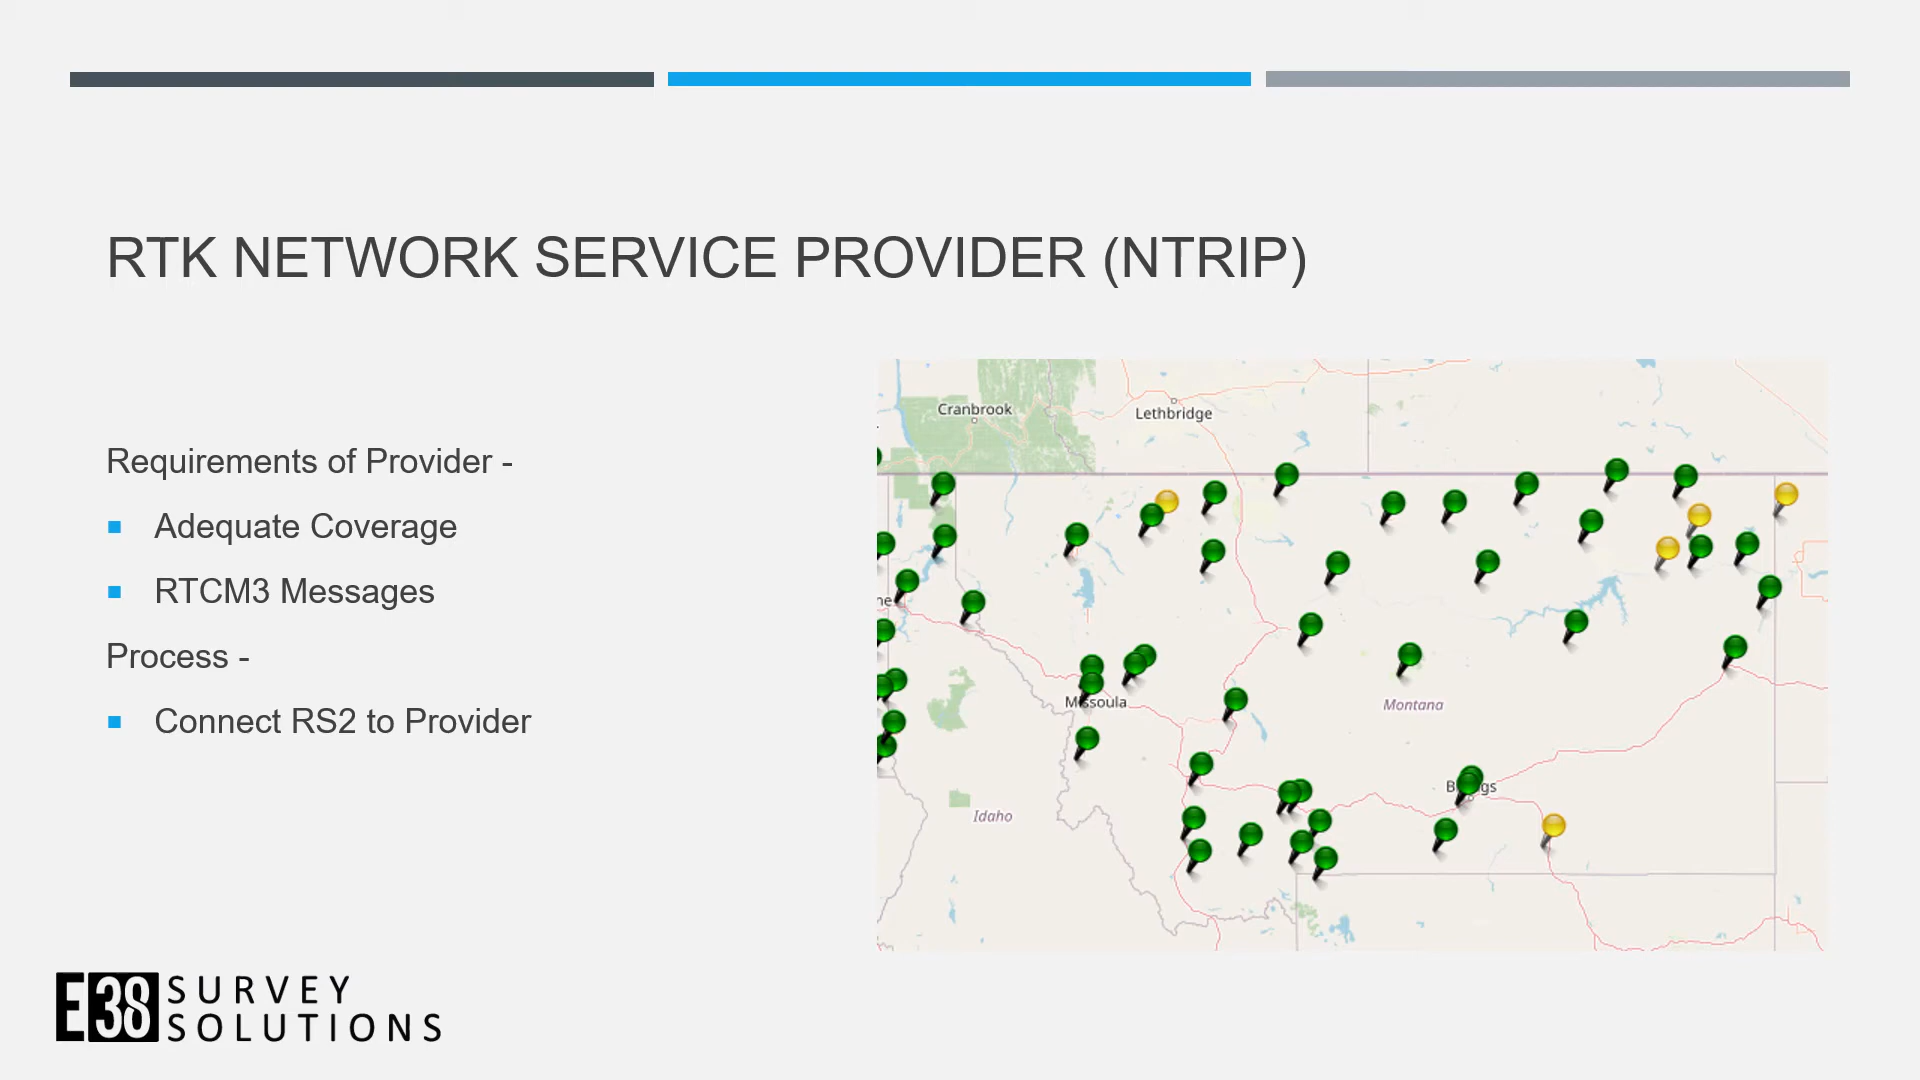 RTK NETWORK SERVICE PROVIDER (NTRIP)
Requirements of Provider -
Adequate Coverage
RTCM3 Messages
Process -
Connect RS2 to Provider
Cranbrook
Lethbridge
Missoula
Montana
Idaho
E38 SURVEY
SOLUTIONS